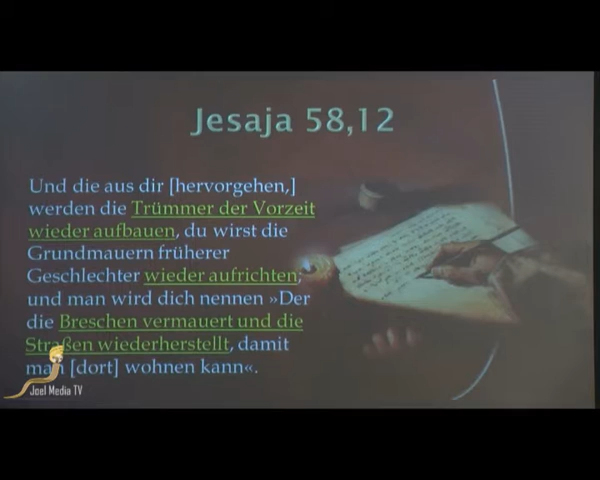 Jesaja 58,12
Und die aus dir [hervorgehen,]
werden die Trümmer der Vorzeit
wieder aufbauen, du wirst die
Grundmauern früherer
Geschlechter wieder aufrichten;
und man wird dich nennen »Der
die Breschen vermauert und die
Straßen wiederherstellt, damit
man [dort] wohnen kann«.
Joel Media TV